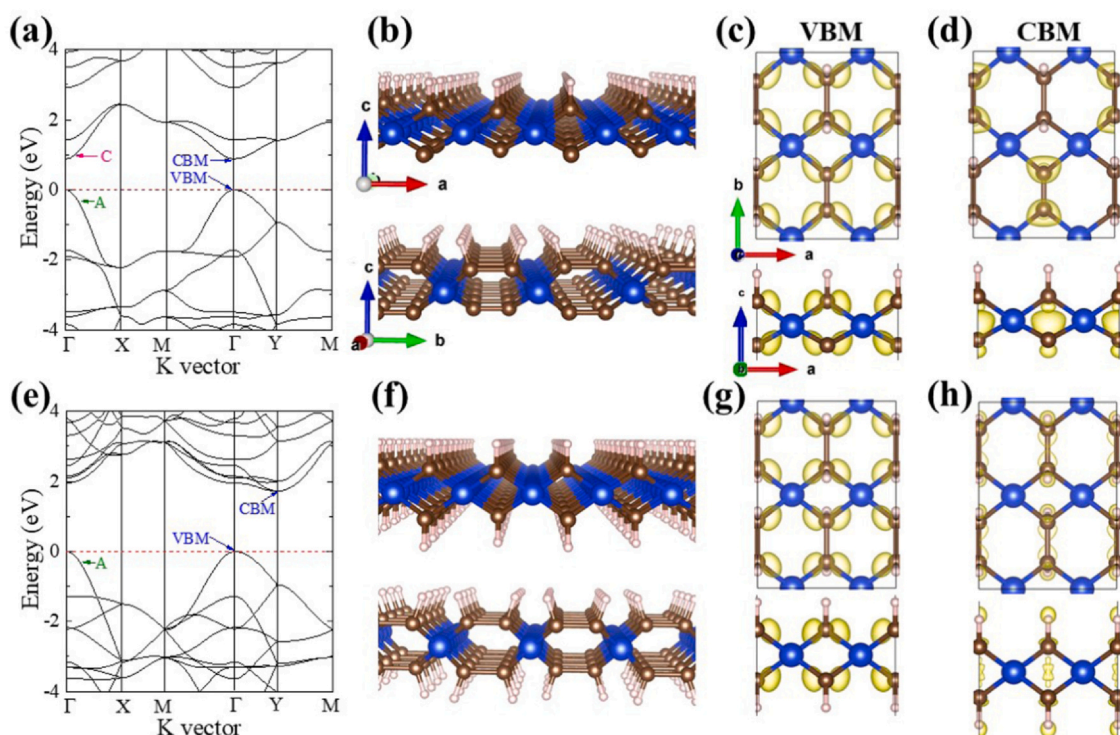 (a)
4
2
0
-2
-4
Energy (eV)
C
A
CBM
VBM
Γ X M Γ Y M
K vector
(b)
c
a
c
a
b
(c) VBM
b
a
c
a
(d) CBM
(e)
4
2
0
-2
-4
Energy (eV)
A
VBM
CBM
Γ X M Γ Y M
K vector
(f)
(g)
(h)